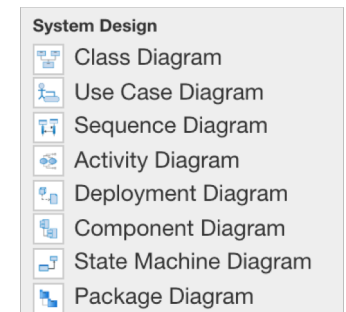 System Design
Class Diagram
Use Case Diagram
Sequence Diagram
Activity Diagram
Deployment Diagram
Component Diagram
State Machine Diagram
Package Diagram